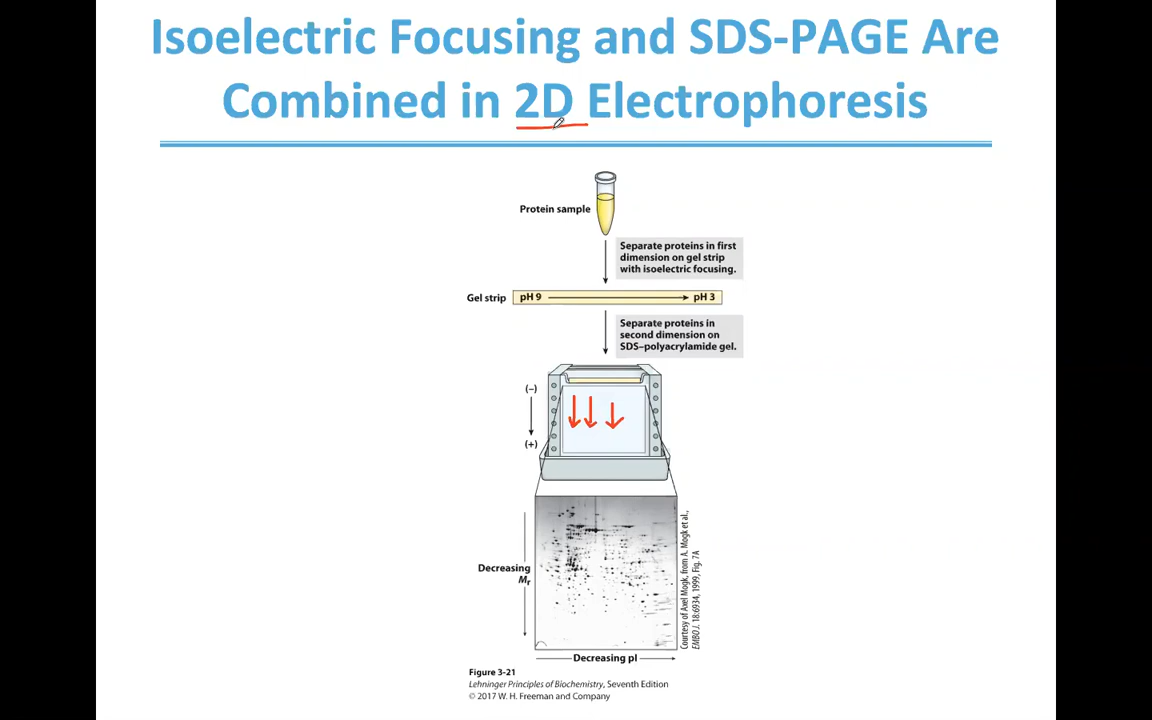 Isoelectric Focusing and SDS-PAGE Are
Combined in 2D Electrophoresis
Protein sample
Separate proteins in first
dimension on gel strip
with isoelectric focusing.
Gel strip
pH 9
pH 3
Separate proteins in
second dimension on
SDS–polyacrylamide gel.
(–)
(+)
Decreasing
Mr
Decreasing pI
Courtesy of Axel Mogk, from A. Mogk et al.,
EMBO J. 18:6934, 1999, Fig. 7A
Figure 3-21
Lehninger Principles of Biochemistry, Seventh Edition
© 2017 W. H. Freeman and Company